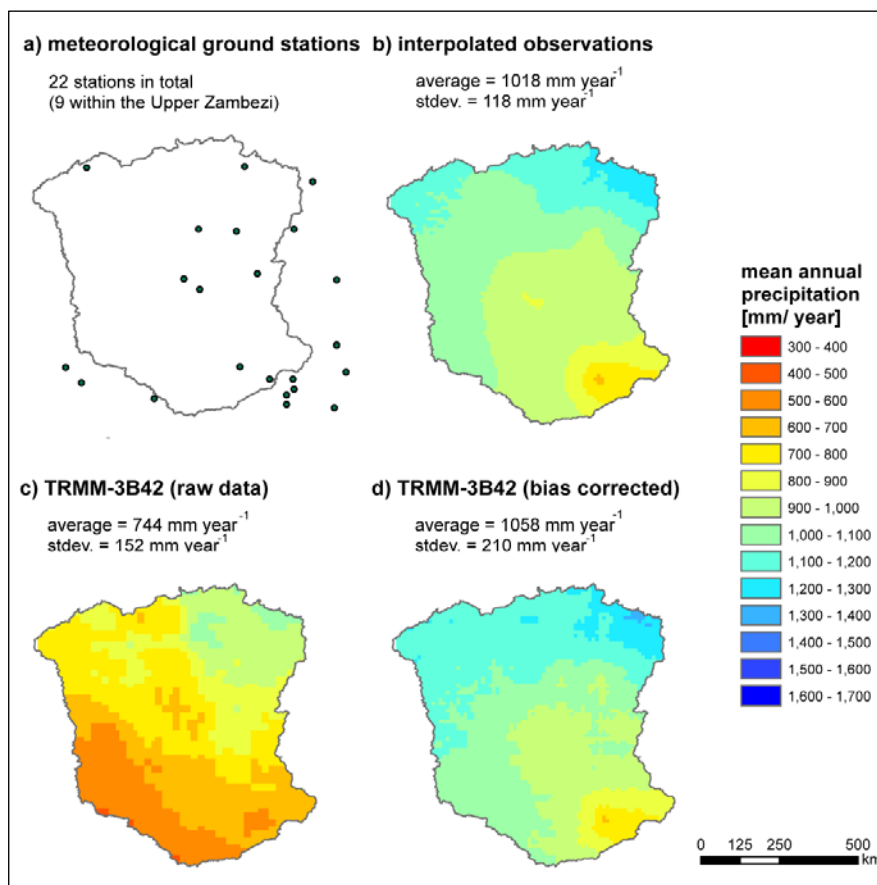 a) meteorological ground stations
22 stations in total
(9 within the Upper Zambezi)
b) interpolated observations
average = 1018 mm year-1
stdev. = 118 mm year-1
c) TRMM-3B42 (raw data)
average = 744 mm year-1
stdev. = 152 mm year-1
d) TRMM-3B42 (bias corrected)
average = 1058 mm year-1
stdev. = 210 mm year-1
mean annual
precipitation
[mm/ year]
300 - 400
400 - 500
500 - 600
600 - 700
700 - 800
800 - 900
900 - 1,000
1,000 - 1,100
1,100 - 1,200
1,200 - 1,300
1,300 - 1,400
1,400 - 1,500
1,500 - 1,600
1,600 - 1,700
0 125 250 500
km